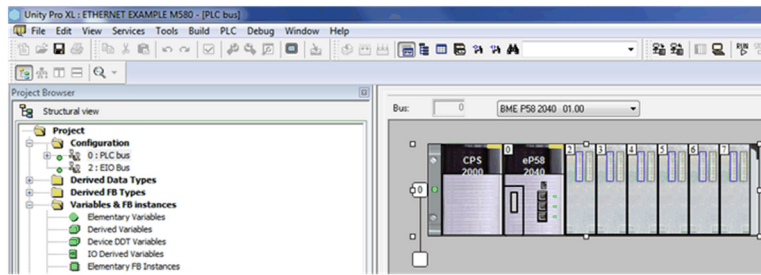 Unity Pro XL : ETHERNET EXAMPLE M580 - [PLC bus]
File Edit View Services Tools Build PLC Debug Window Help
RUN
Project Browser
Structural view
Bus: 0 BME P58 2040 01.00
Project
Configuration
0 : PLC bus
2 : EIO Bus
Derived Data Types
Derived FB Types
Variables & FB instances
Elementary Variables
Derived Variables
Device DDT Variables
IO Derived Variables
Elementary FB Instances
0 2 3 4 5 6 7
CPS 2000
eP58 2040
0